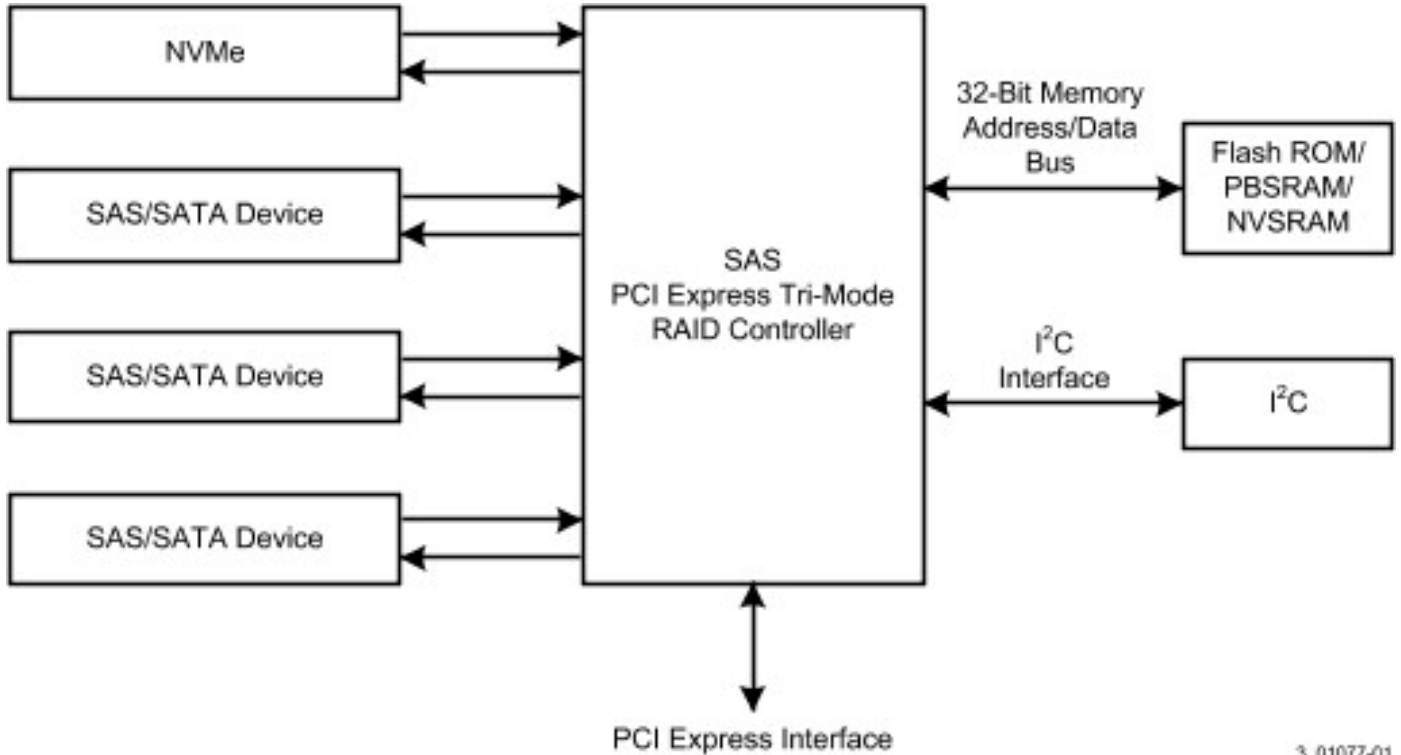 NVMe
SAS/SATA Device
SAS/SATA Device
SAS/SATA Device
SAS
PCI Express Tri-Mode
RAID Controller
32-Bit Memory
Address/Data
Bus
Flash ROM/
PBSRAM/
NVSRAM
I²C
Interface
I²C
PCI Express Interface
3_01077-01